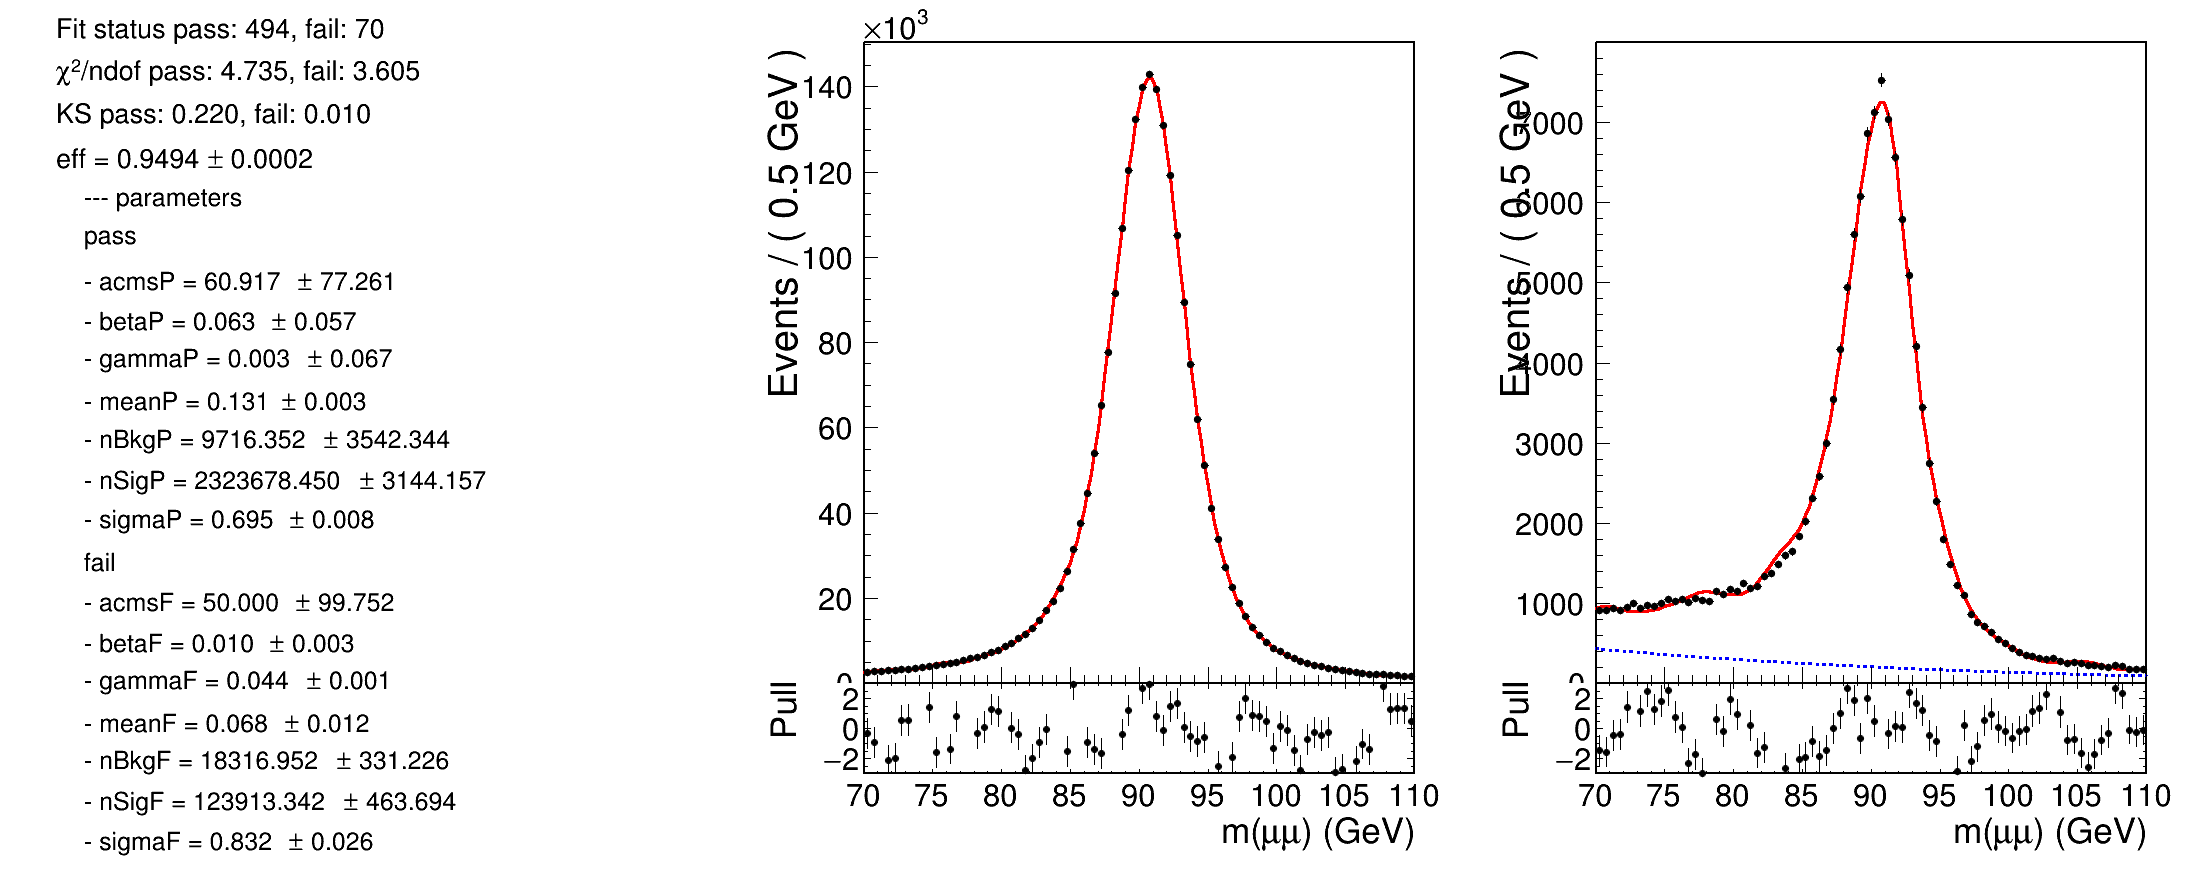 Fit status pass: 494, fail: 70
χ²/ndof pass: 4.735, fail: 3.605
KS pass: 0.220, fail: 0.010
eff = 0.9494 ± 0.0002
--- parameters
pass
- acmsP = 60.917 ± 77.261
- betaP = 0.063 ± 0.057
- gammaP = 0.003 ± 0.067
- meanP = 0.131 ± 0.003
- nBkgP = 9716.352 ± 3542.344
- nSigP = 2323678.450 ± 3144.157
- sigmaP = 0.695 ± 0.008
fail
- acmsF = 50.000 ± 99.752
- betaF = 0.010 ± 0.003
- gammaF = 0.044 ± 0.001
- meanF = 0.068 ± 0.012
- nBkgF = 18316.952 ± 331.226
- nSigF = 123913.342 ± 463.694
- sigmaF = 0.832 ± 0.026
×10³
Events / ( 0.5 GeV )
140
120
100
80
60
40
20
0
Pull
2
0
−2
70 75 80 85 90 95 100 105 110
m(μμ) (GeV)
Events / ( 0.5 GeV )
7000
6000
5000
4000
3000
2000
1000
0
Pull
2
0
−2
70 75 80 85 90 95 100 105 110
m(μμ) (GeV)